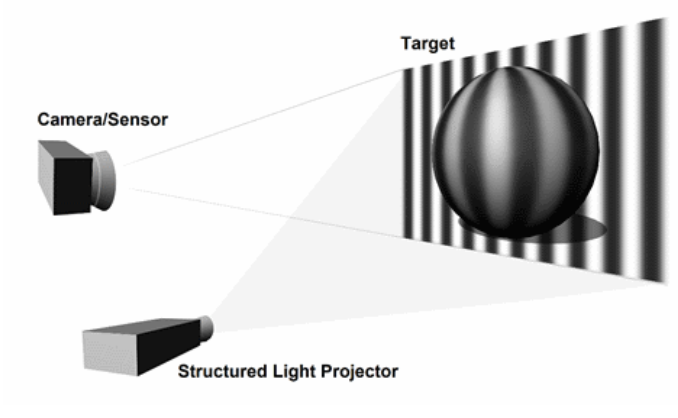 Target
Camera/Sensor
Structured Light Projector